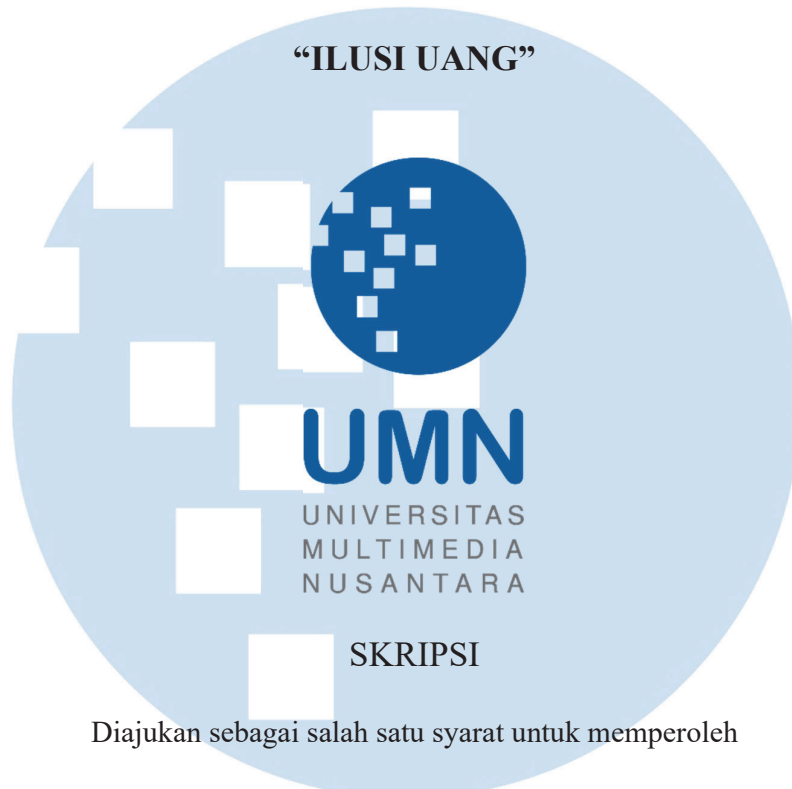 “ILUSI UANG”
UMN
UNIVERSITAS
MULTIMEDIA
NUSANTARA
SKRIPSI
Diajukan sebagai salah satu syarat untuk memperoleh